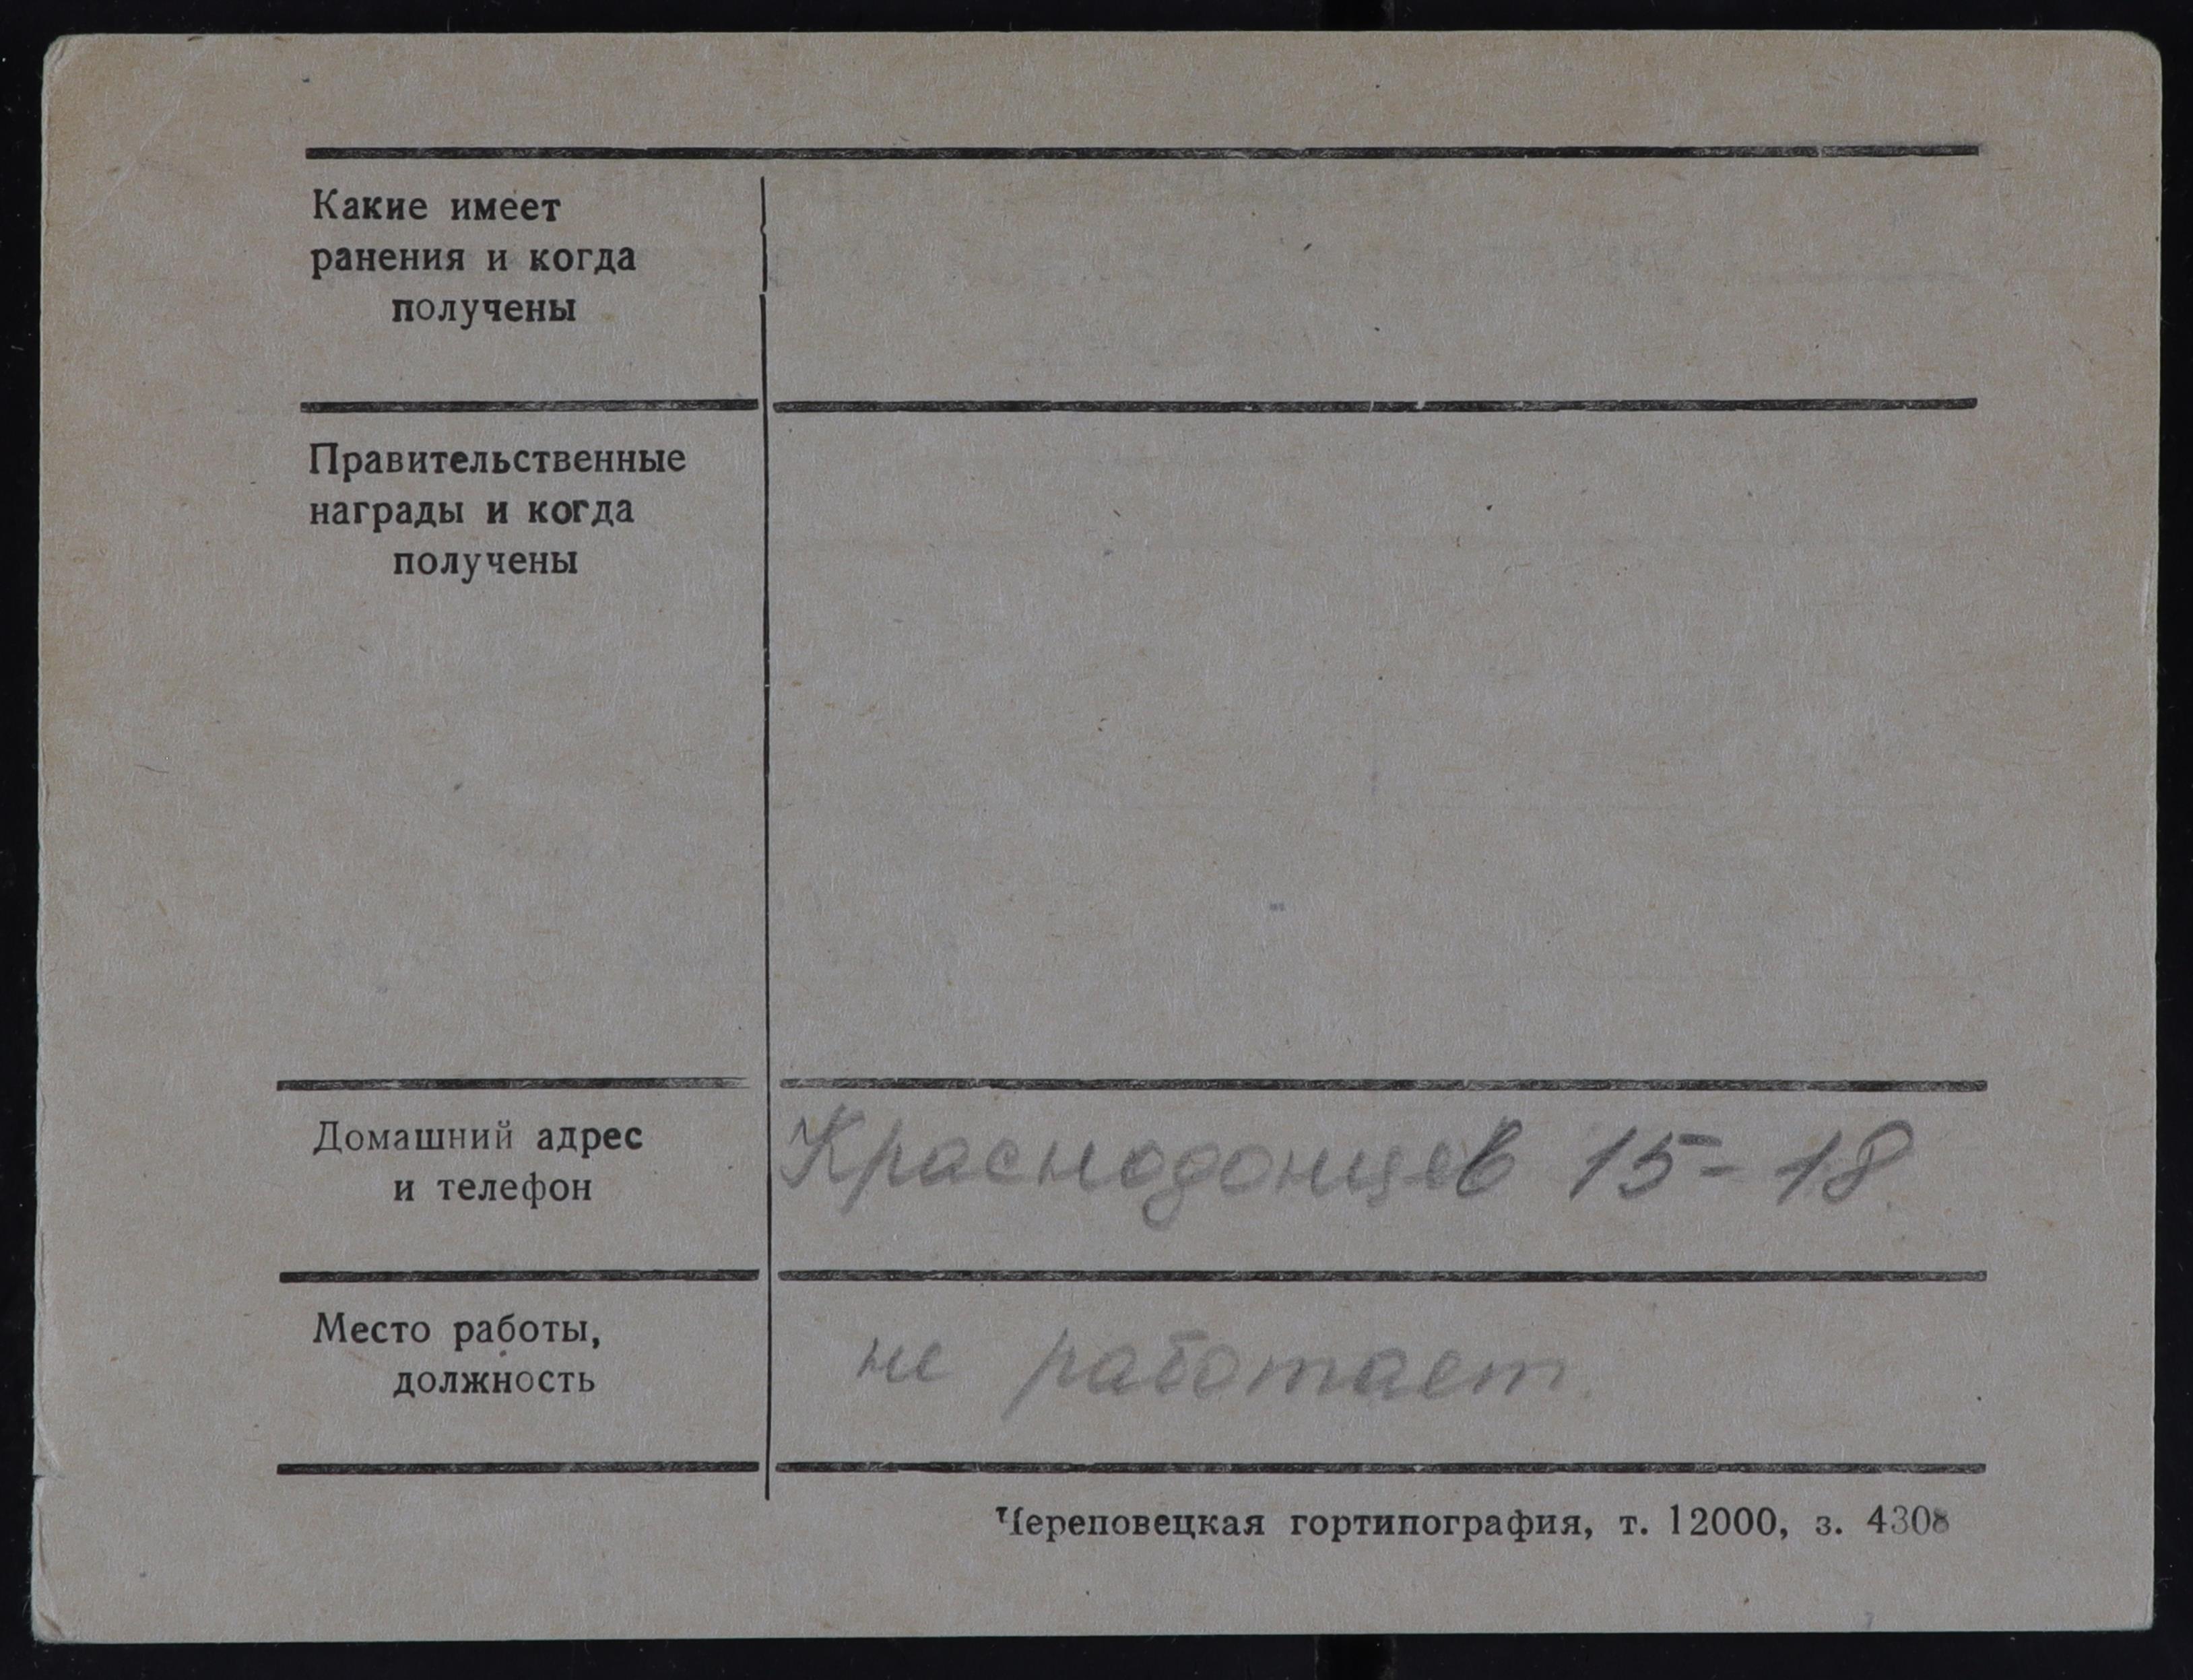 Какие имеет
ранения и когда
получены
Правительственные
награды и когда
получены
Домашний адрес
и телефон
Краснодонцев 15-18.
Место работы,
должность
не работает.
Череповецкая гортипография, т. 12000, з. 4308